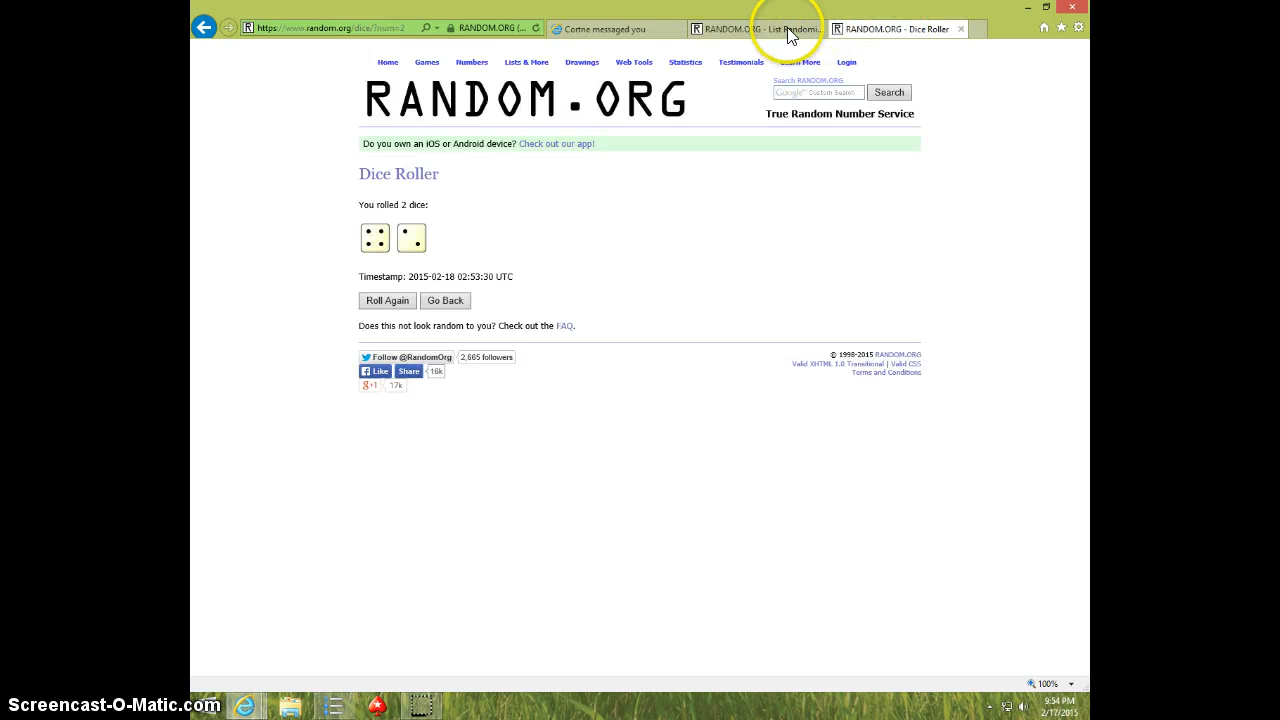 https://www.random.org/dice/?num=2
RANDOM.ORG (...
Cortne messaged you
RANDOM.ORG - List Randomi...
RANDOM.ORG - Dice Roller
Home Games Numbers Lists & More Drawings Web Tools Statistics Testimonials Learn More Login
RANDOM.ORG
Search RANDOM.ORG
Google™ Custom Search
Search
True Random Number Service
Do you own an iOS or Android device? Check out our app!
Dice Roller
You rolled 2 dice:
Timestamp: 2015-02-18 02:53:30 UTC
Roll Again Go Back
Does this not look random to you? Check out the FAQ.
Follow @RandomOrg 2,665 followers
Like Share 16k
g+1 17k
© 1998-2015 RANDOM.ORG
Valid XHTML 1.0 Transitional | Valid CSS
Terms and Conditions
100%
9:54 PM
2/17/2015
Screencast-O-Matic.com